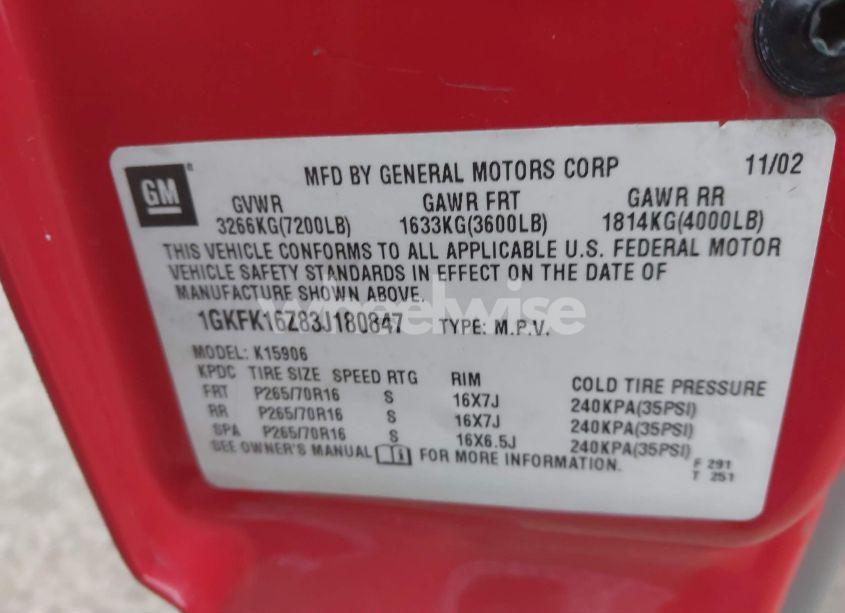 GM
MFD BY GENERAL MOTORS CORP 11/02
GVWR GAWR FRT GAWR RR
3266KG(7200LB) 1633KG(3600LB) 1814KG(4000LB)
THIS VEHICLE CONFORMS TO ALL APPLICABLE U.S. FEDERAL MOTOR
VEHICLE SAFETY STANDARDS IN EFFECT ON THE DATE OF
MANUFACTURE SHOWN ABOVE.
wheelwise
1GKFK16Z83J180847 TYPE: M.P.V.
MODEL: K15906
KPDC TIRE SIZE SPEED RTG RIM COLD TIRE PRESSURE
FRT P265/70R16 S 16X7J 240KPA(35PSI)
RR P265/70R16 S 16X7J 240KPA(35PSI)
SPA P265/70R16 S 16X6.5J 240KPA(35PSI)
SEE OWNER'S MANUAL FOR MORE INFORMATION.
F 291
T 251